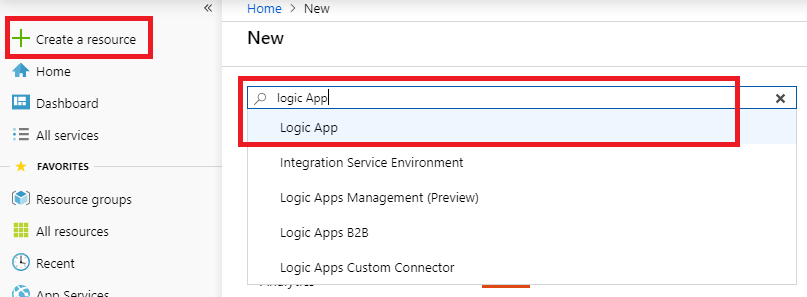 «
Create a resource
Home
Dashboard
All services
FAVORITES
Resource groups
All resources
Recent
App Services
Home > New
New
logic App
Logic App
Integration Service Environment
Logic Apps Management (Preview)
Logic Apps B2B
Logic Apps Custom Connector
Analytics